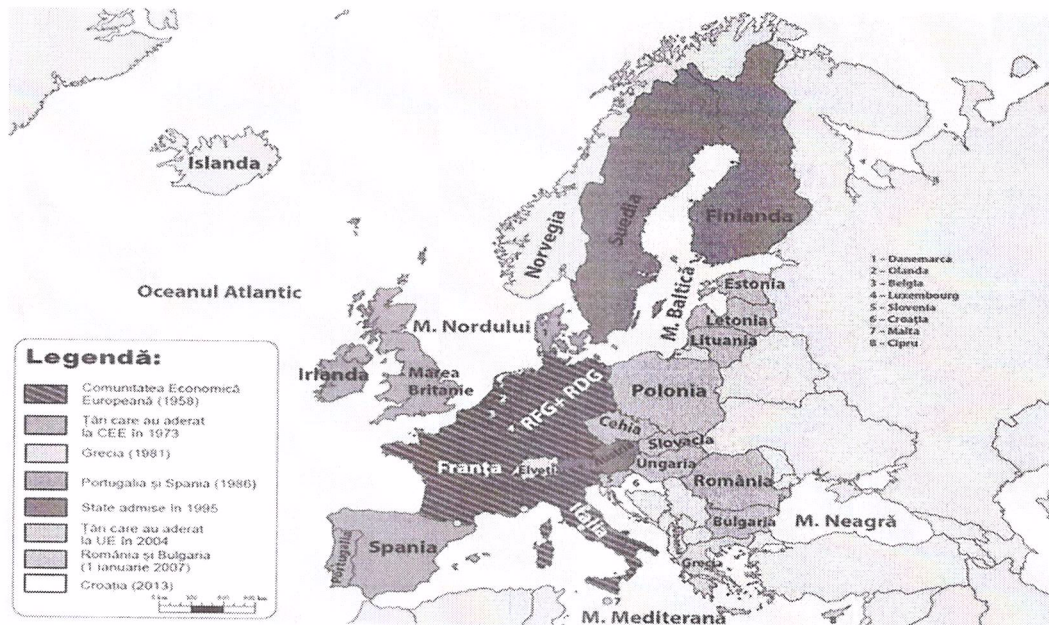 Islanda
Norvegia
Suedia
Finlanda
Oceanul Atlantic
M. Nordului
M. Baltică
Estonia
Letonia
Lituania
1 - Danemarca
2 - Olanda
3 - Belgia
4 - Luxembourg
5 - Slovenia
6 - Croația
7 - Malta
8 - Cipru
Irlanda
Marea
Britanie
RFG+ RDG
Polonia
Cehia
Slovacia
Ungaria
Franța
România
Bulgaria
M. Neagră
Italia
Portugalia
Spania
M. Mediterană
1
6
7
Legendă:
Comunitatea Economică
Europeană (1958)
Țări care au aderat
la CEE în 1973
Grecia (1981)
Portugalia și Spania (1986)
State admise în 1995
Țări care au aderat
la UE în 2004
România și Bulgaria
(1 ianuarie 2007)
Croația (2013)